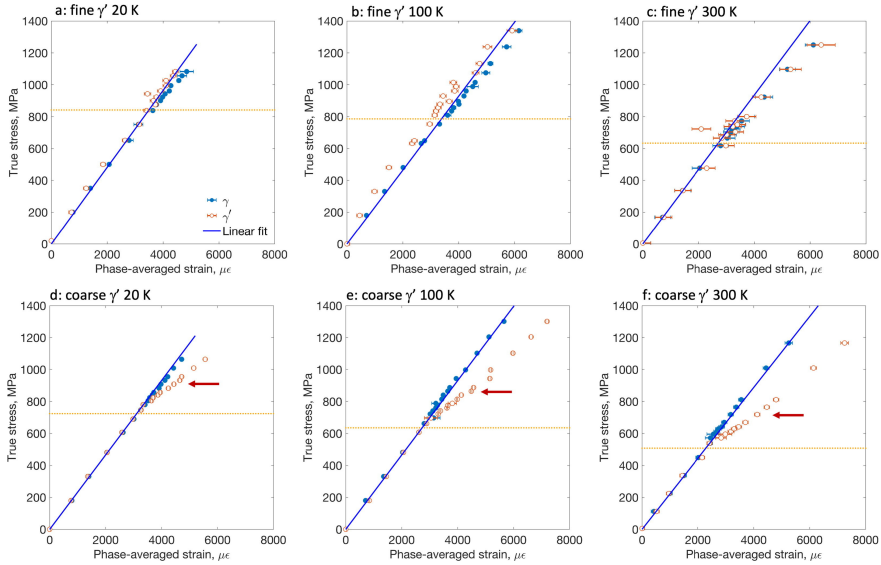 a: fine γ’ 20 K
1400
1200
1000
800
600
400
200
0
True stress, MPa
γ
γ′
Linear fit
0 2000 4000 6000 8000
Phase-averaged strain, με
b: fine γ’ 100 K
1400
1200
1000
800
600
400
200
0
True stress, MPa
0 2000 4000 6000 8000
Phase-averaged strain, με
c: fine γ’ 300 K
1400
1200
1000
800
600
400
200
0
True stress, MPa
0 2000 4000 6000 8000
Phase-averaged strain, με
d: coarse γ’ 20 K
1400
1200
1000
800
600
400
200
0
True stress, MPa
0 2000 4000 6000 8000
Phase-averaged strain, με
e: coarse γ’ 100 K
1400
1200
1000
800
600
400
200
0
True stress, MPa
0 2000 4000 6000 8000
Phase-averaged strain, με
f: coarse γ’ 300 K
1400
1200
1000
800
600
400
200
0
True stress, MPa
0 2000 4000 6000 8000
Phase-averaged strain, με